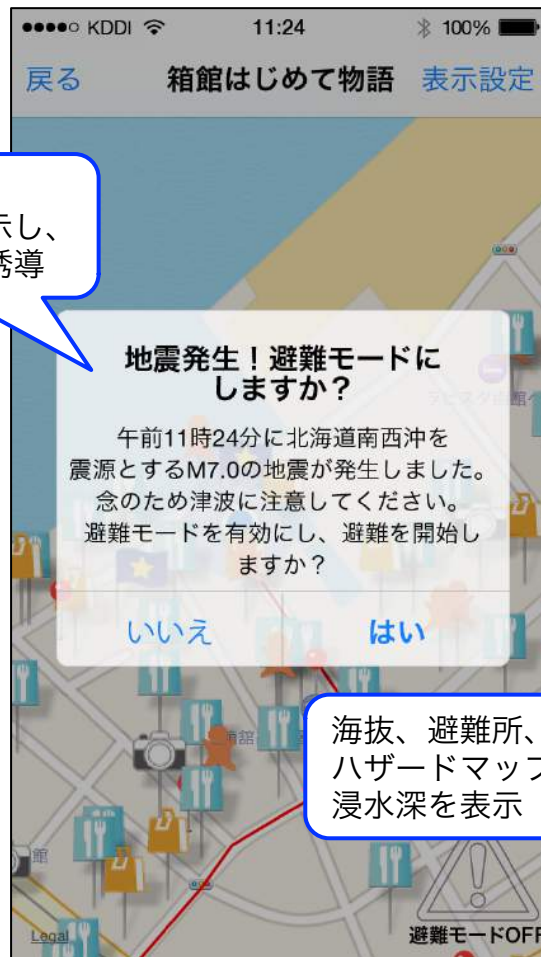 KDDI 11:24 100%
戻る 箱館はじめて物語 表示設定
示し、
誘導
地震発生！避難モードに
しますか？
午前11時24分に北海道南西沖を
震源とするM7.0の地震が発生しました。
念のため津波に注意してください。
避難モードを有効にし、避難を開始し
ますか？
いいえ はい
海抜、避難所、
ハザードマップ
浸水深を表示
館
Legal
避難モードOFF